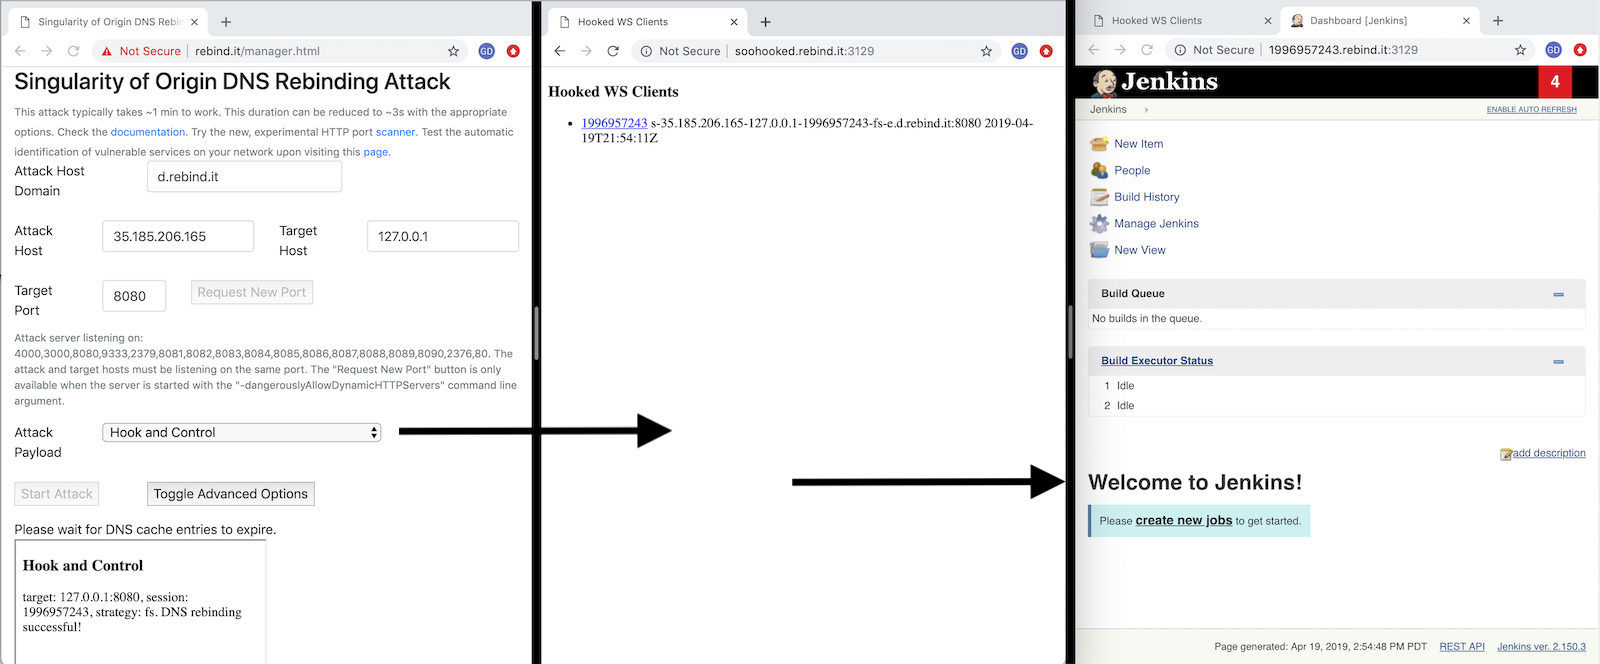 Singularity of Origin DNS Rebin
Not Secure | rebind.it/manager.html
GD
Singularity of Origin DNS Rebinding Attack
This attack typically takes ~1 min to work. This duration can be reduced to ~3s with the appropriate
options. Check the documentation. Try the new, experimental HTTP port scanner. Test the automatic
identification of vulnerable services on your network upon visiting this page.
Attack Host
Domain
d.rebind.it
Attack
Host
35.185.206.165
Target
Host
127.0.0.1
Target
Port
8080
Request New Port
Attack server listening on:
4000,3000,8080,9333,2379,8081,8082,8083,8084,8085,8086,8087,8088,8089,8090,2376,80. The
attack and target hosts must be listening on the same port. The "Request New Port" button is only
available when the server is started with the "-dangerouslyAllowDynamicHTTPServers" command line
argument.
Attack
Payload
Hook and Control
Start Attack
Toggle Advanced Options
Please wait for DNS cache entries to expire.
Hook and Control
target: 127.0.0.1:8080, session:
1996957243, strategy: fs. DNS rebinding
successful!
Hooked WS Clients
Not Secure | soohooked.rebind.it:3129
GD
Hooked WS Clients
• 1996957243 s-35.185.206.165-127.0.0.1-1996957243-fs-e.d.rebind.it:8080 2019-04-
19T21:54:11Z
Hooked WS Clients
Dashboard [Jenkins]
Not Secure | 1996957243.rebind.it:3129
GD
Jenkins
4
Jenkins
ENABLE AUTO REFRESH
New Item
People
Build History
Manage Jenkins
New View
Build Queue
No builds in the queue.
Build Executor Status
1 Idle
2 Idle
add description
Welcome to Jenkins!
Please create new jobs to get started.
Page generated: Apr 19, 2019, 2:54:48 PM PDT REST API Jenkins ver. 2.150.3